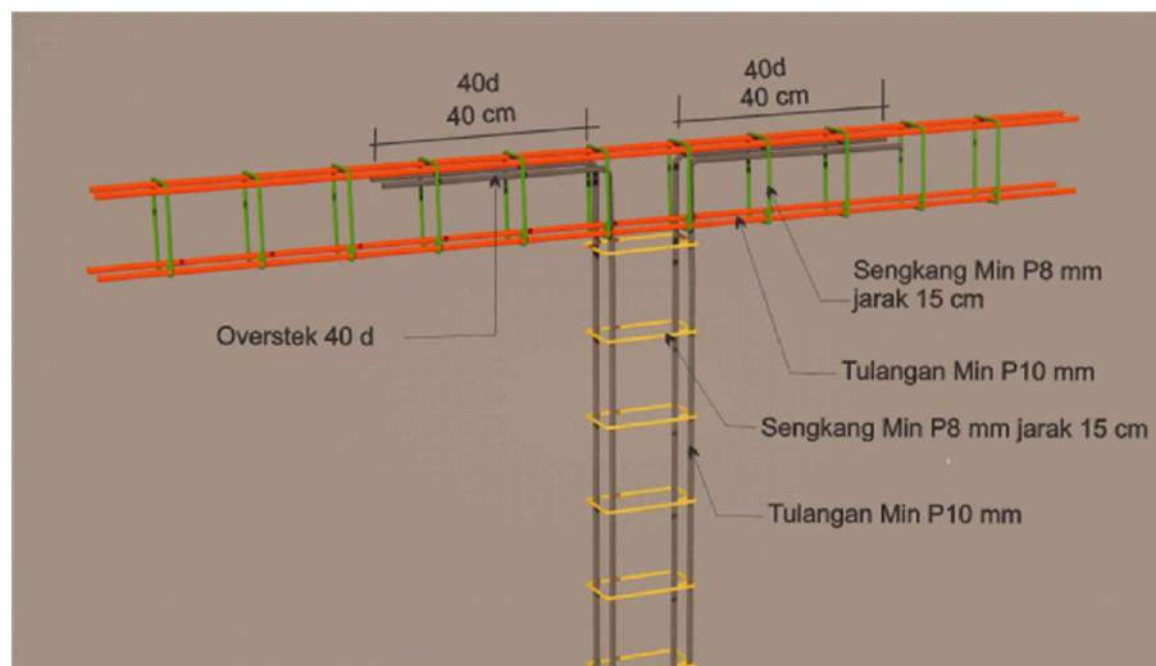 40d
40 cm
40d
40 cm
Sengkang Min P8 mm
jarak 15 cm
Overstek 40 d
Tulangan Min P10 mm
Sengkang Min P8 mm jarak 15 cm
Tulangan Min P10 mm